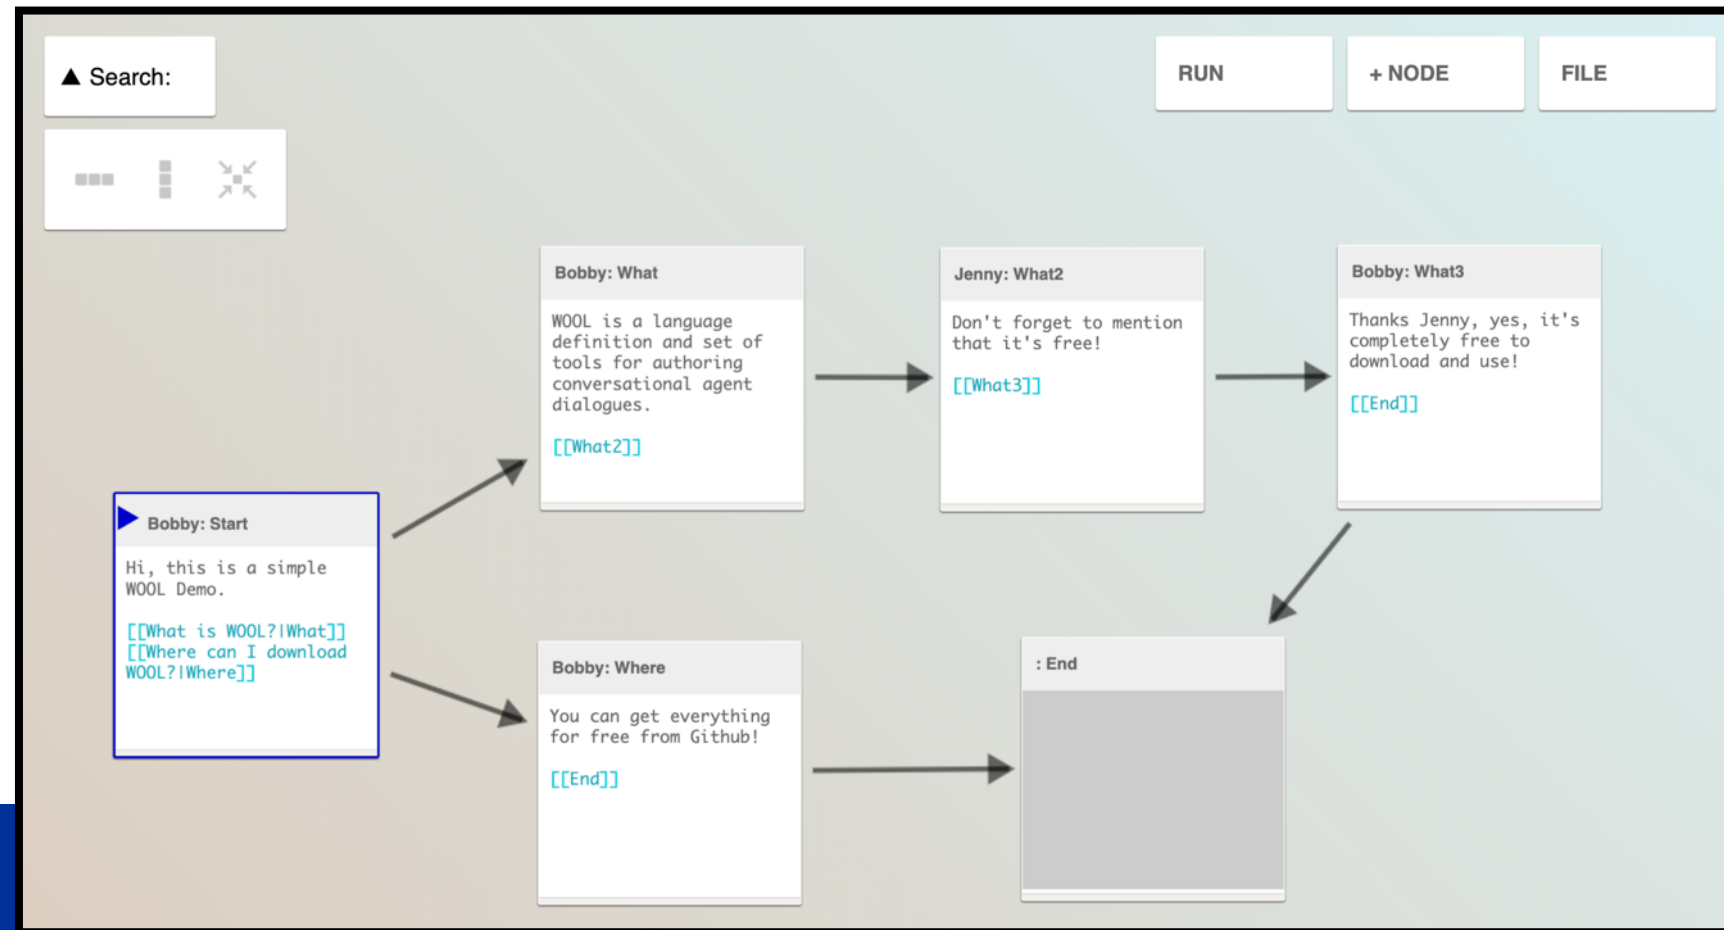 ▲ Search:
RUN
+ NODE
FILE
Bobby: What
WOOL is a language
definition and set of
tools for authoring
conversational agent
dialogues.
[[What2]]
Jenny: What2
Don't forget to mention
that it's free!
[[What3]]
Bobby: What3
Thanks Jenny, yes, it's
completely free to
download and use!
[[End]]
Bobby: Start
Hi, this is a simple
WOOL Demo.
[[What is WOOL?|What]]
[[Where can I download
WOOL?|Where]]
Bobby: Where
You can get everything
for free from Github!
[[End]]
: End